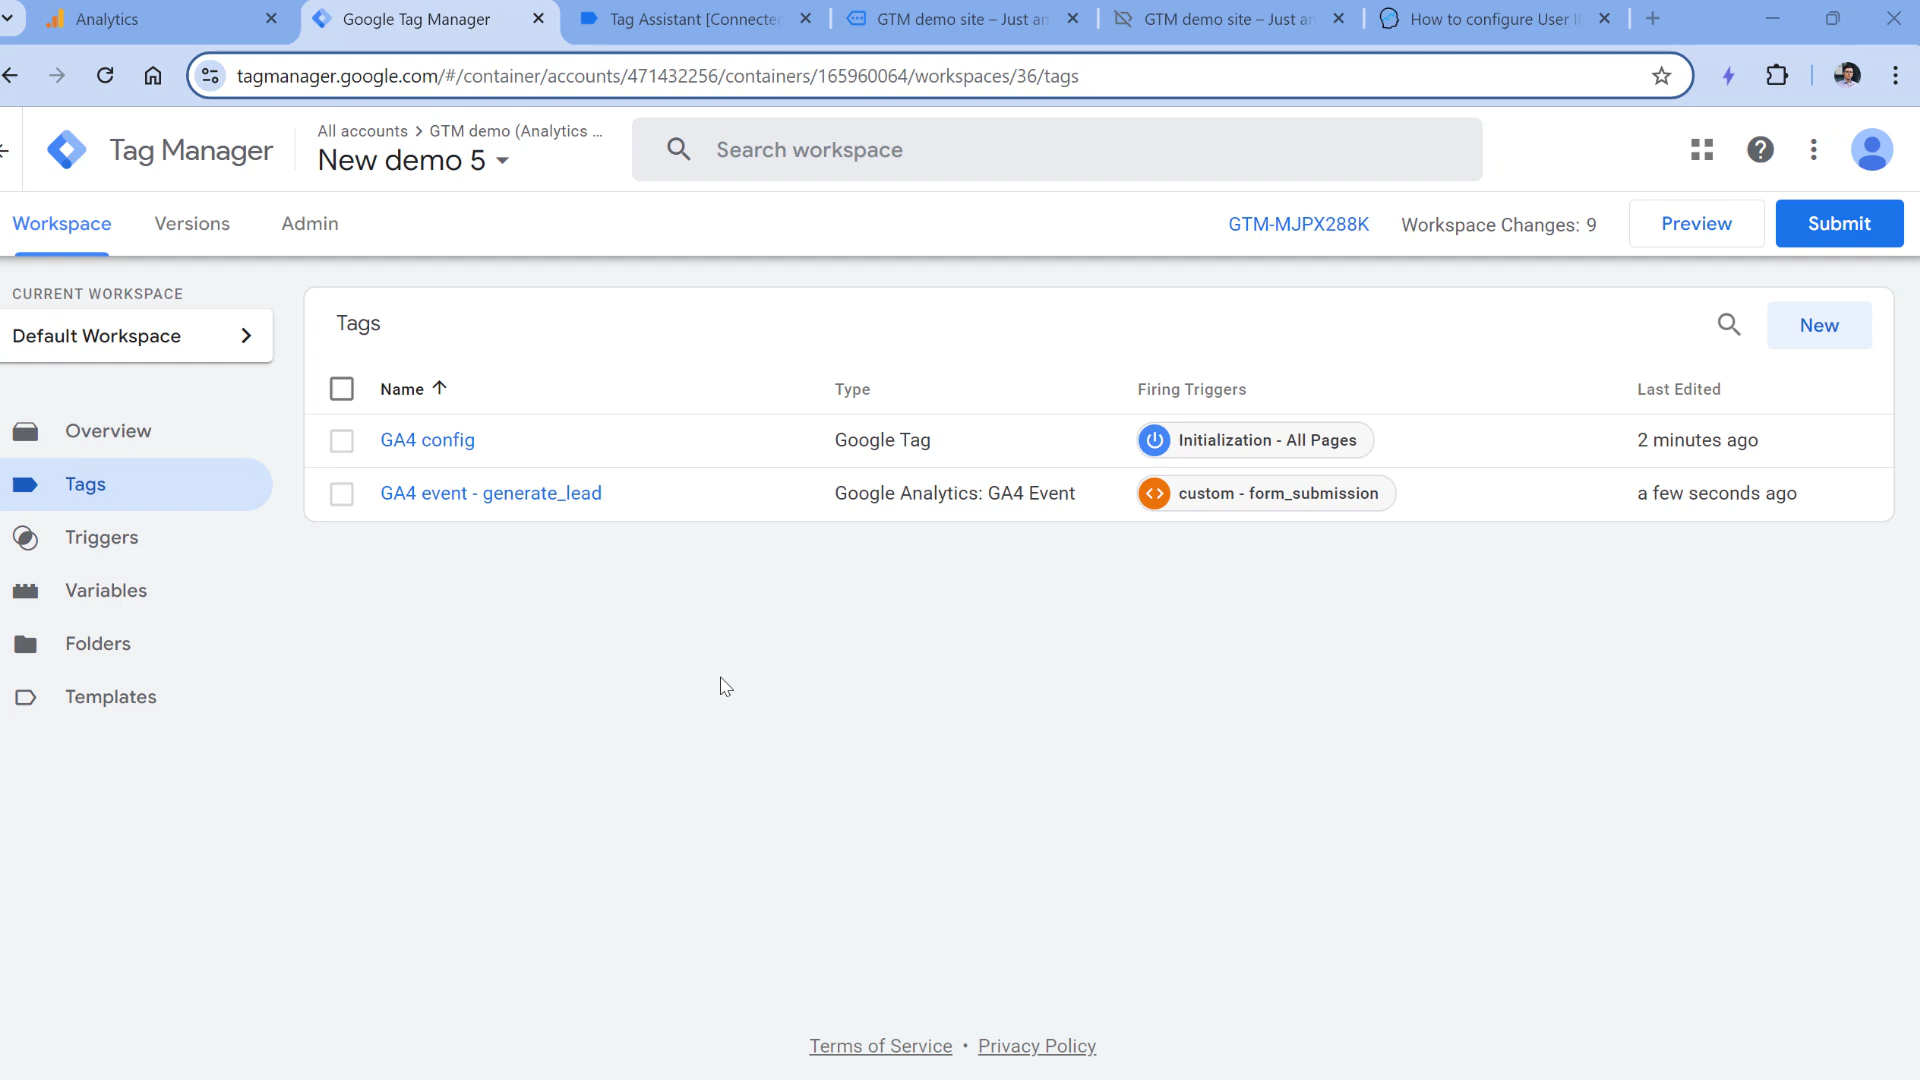 Analytics
Google Tag Manager
Tag Assistant [Connected
GTM demo site – Just an
GTM demo site – Just an
How to configure User I
tagmanager.google.com/#/container/accounts/471432256/containers/165960064/workspaces/36/tags
Tag Manager
All accounts > GTM demo (Analytics ...
New demo 5
Search workspace
Workspace
Versions
Admin
GTM-MJPX288K
Workspace Changes: 9
Preview
Submit
CURRENT WORKSPACE
Default Workspace
Overview
Tags
Triggers
Variables
Folders
Templates
Tags
New
Name
Type
Firing Triggers
Last Edited
GA4 config
Google Tag
Initialization - All Pages
2 minutes ago
GA4 event - generate_lead
Google Analytics: GA4 Event
custom - form_submission
a few seconds ago
Terms of Service • Privacy Policy